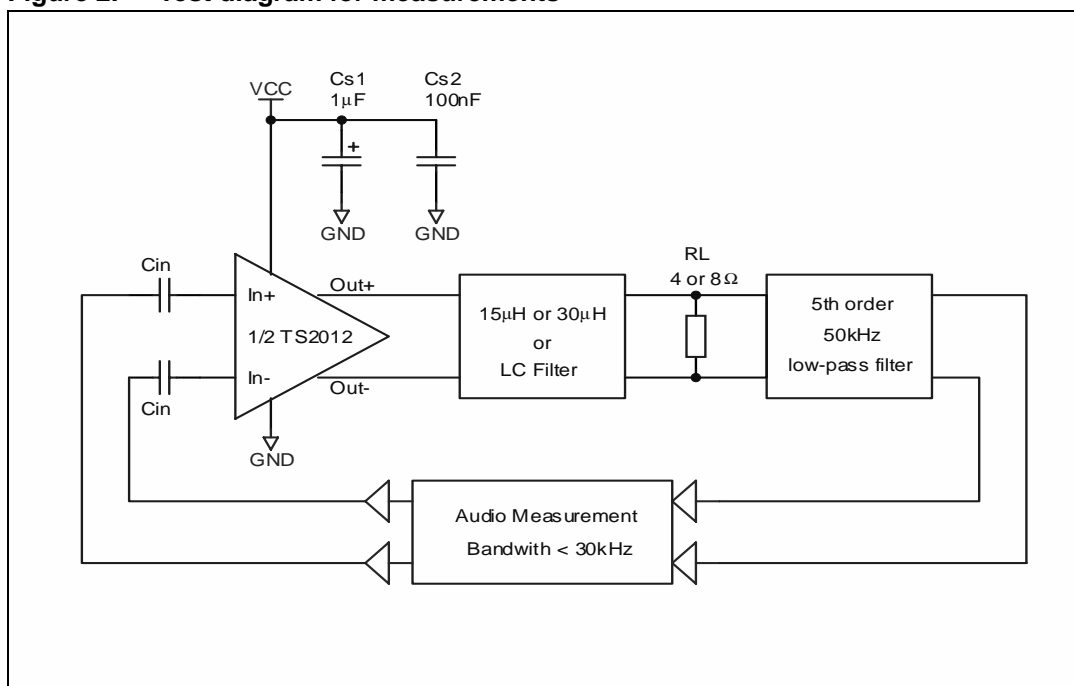 Figure 2. Test diagram for measurements
VCC
Cs1
1μF
Cs2
100nF
GND
GND
Cin
In+
Out+
1/2 TS2012
In-
Out-
Cin
GND
15μH or 30μH
or
LC Filter
RL
4 or 8Ω
5th order
50kHz
low-pass filter
Audio Measurement
Bandwith < 30kHz